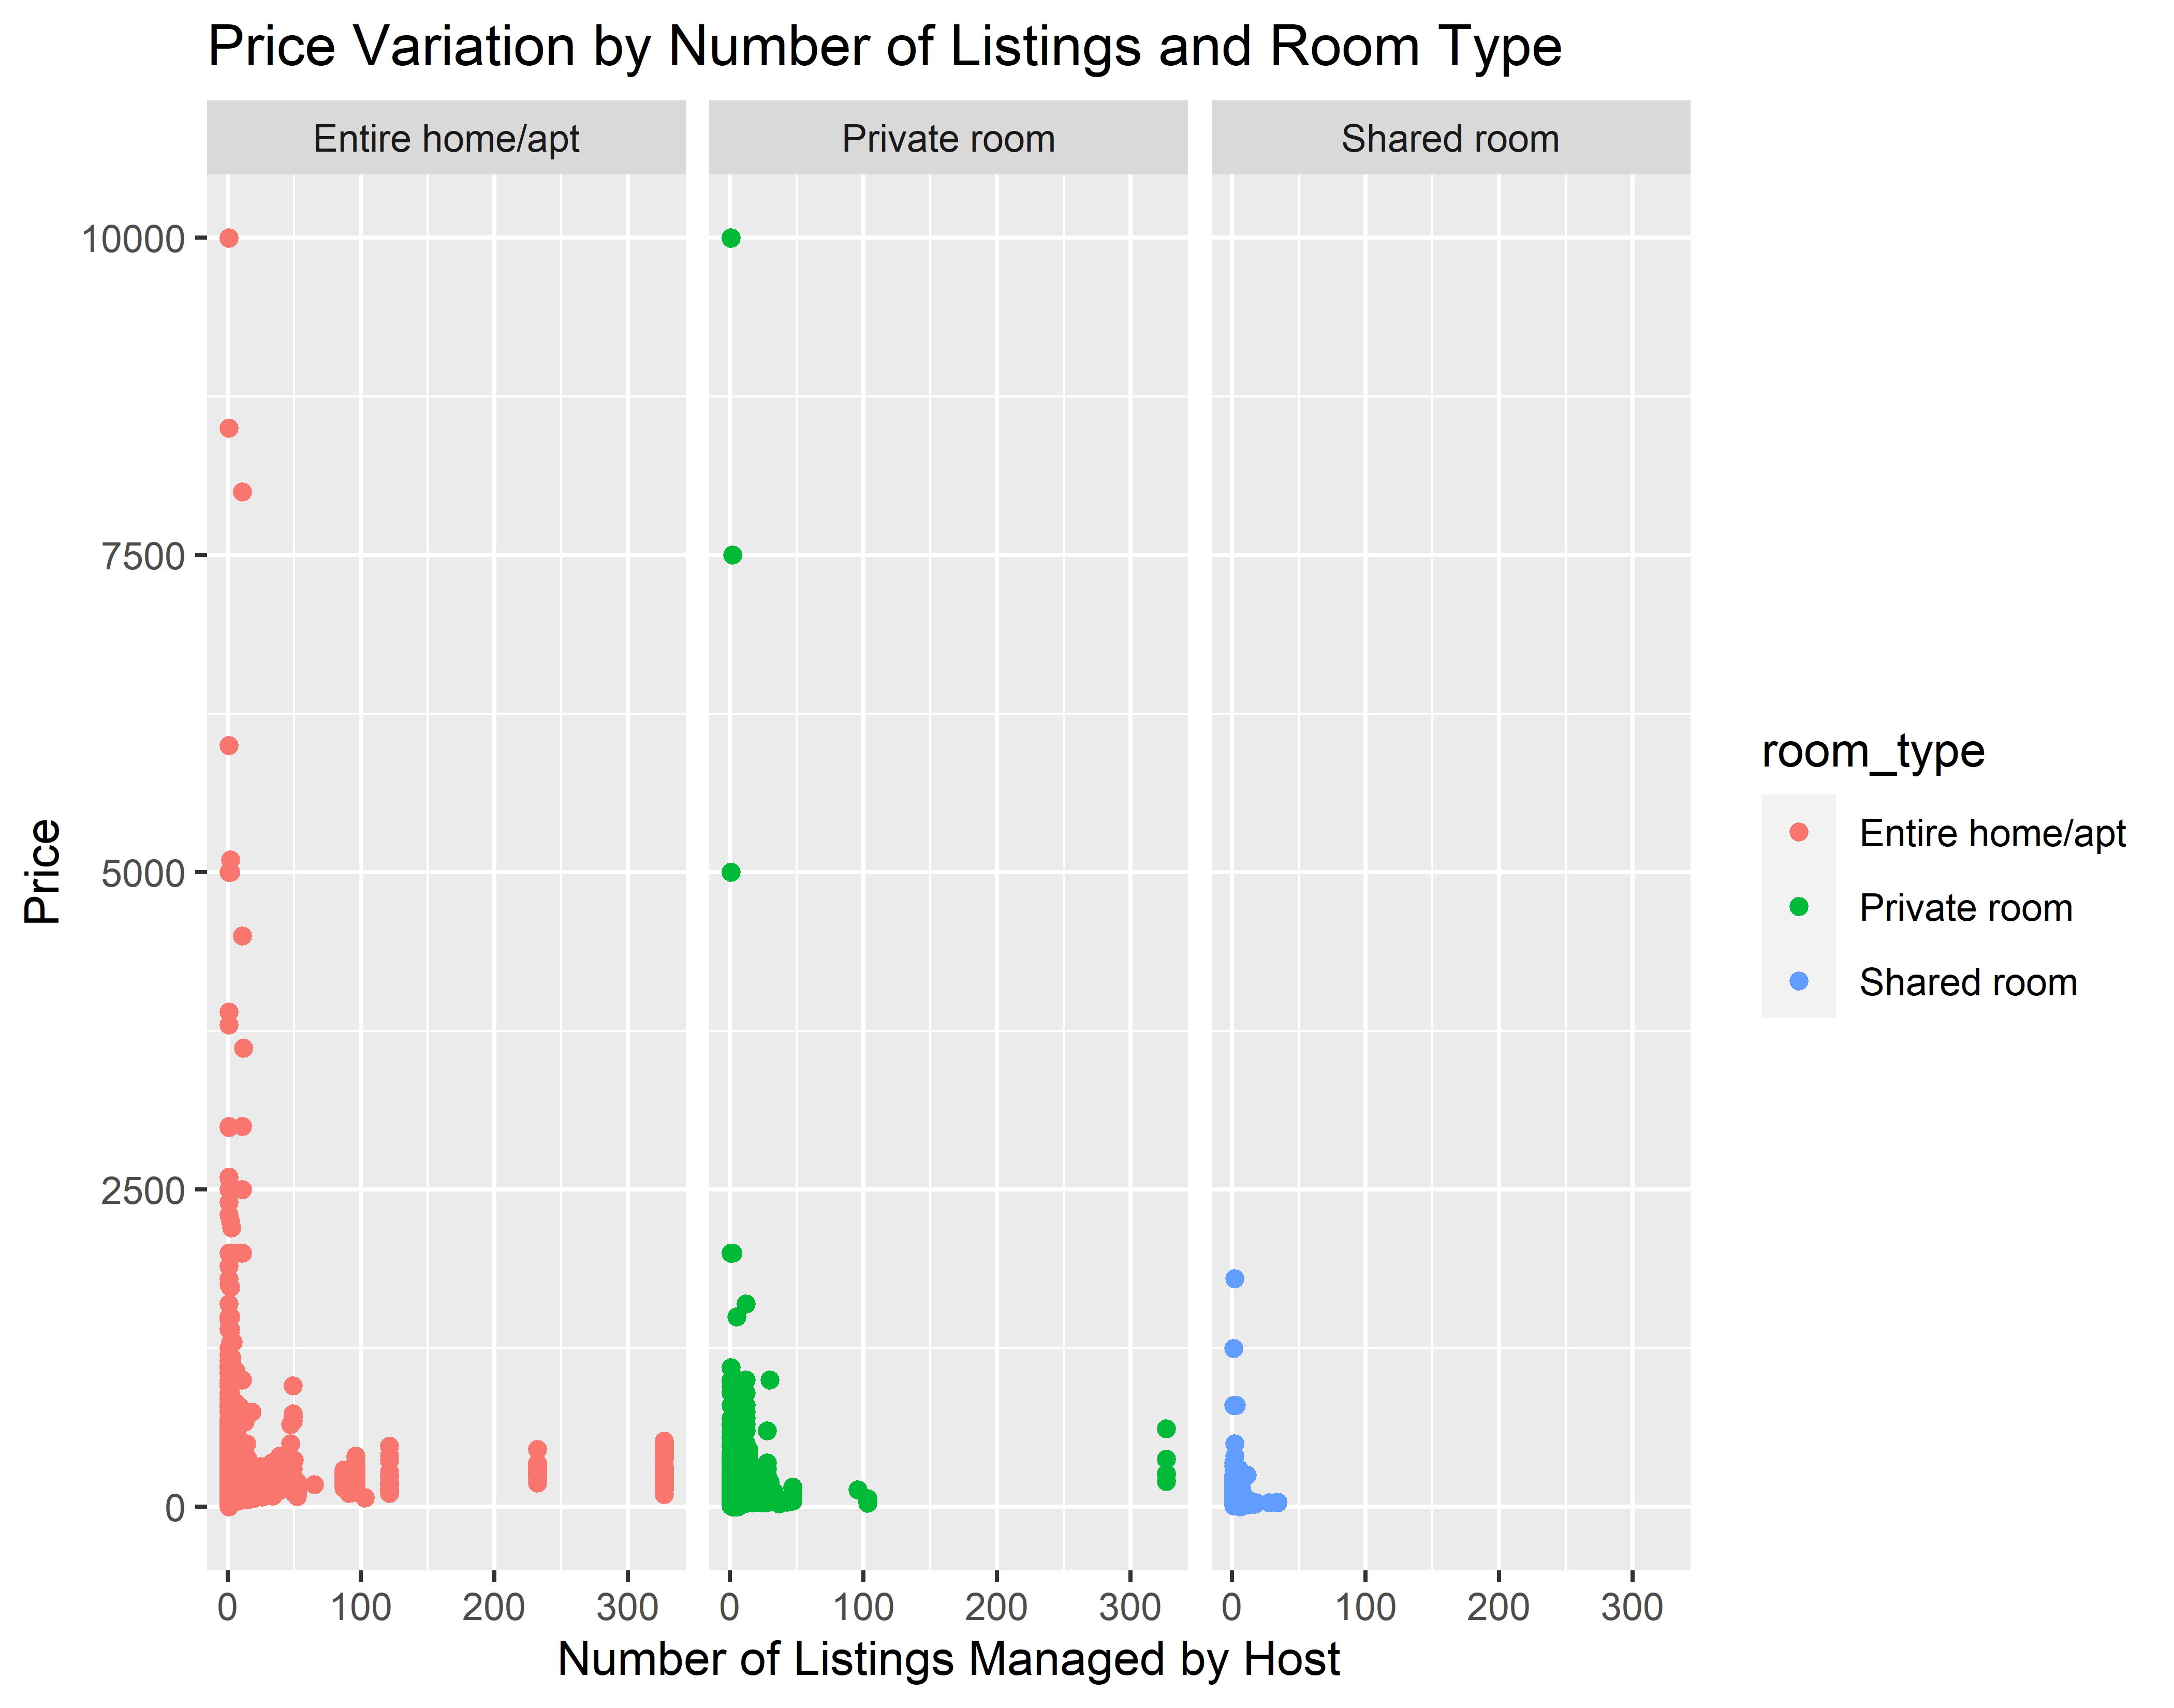 Price Variation by Number of Listings and Room Type
Entire home/apt
Private room
Shared room
10000
7500
5000
2500
0
Price
0 100 200 300
0 100 200 300
0 100 200 300
Number of Listings Managed by Host
room_type
Entire home/apt
Private room
Shared room